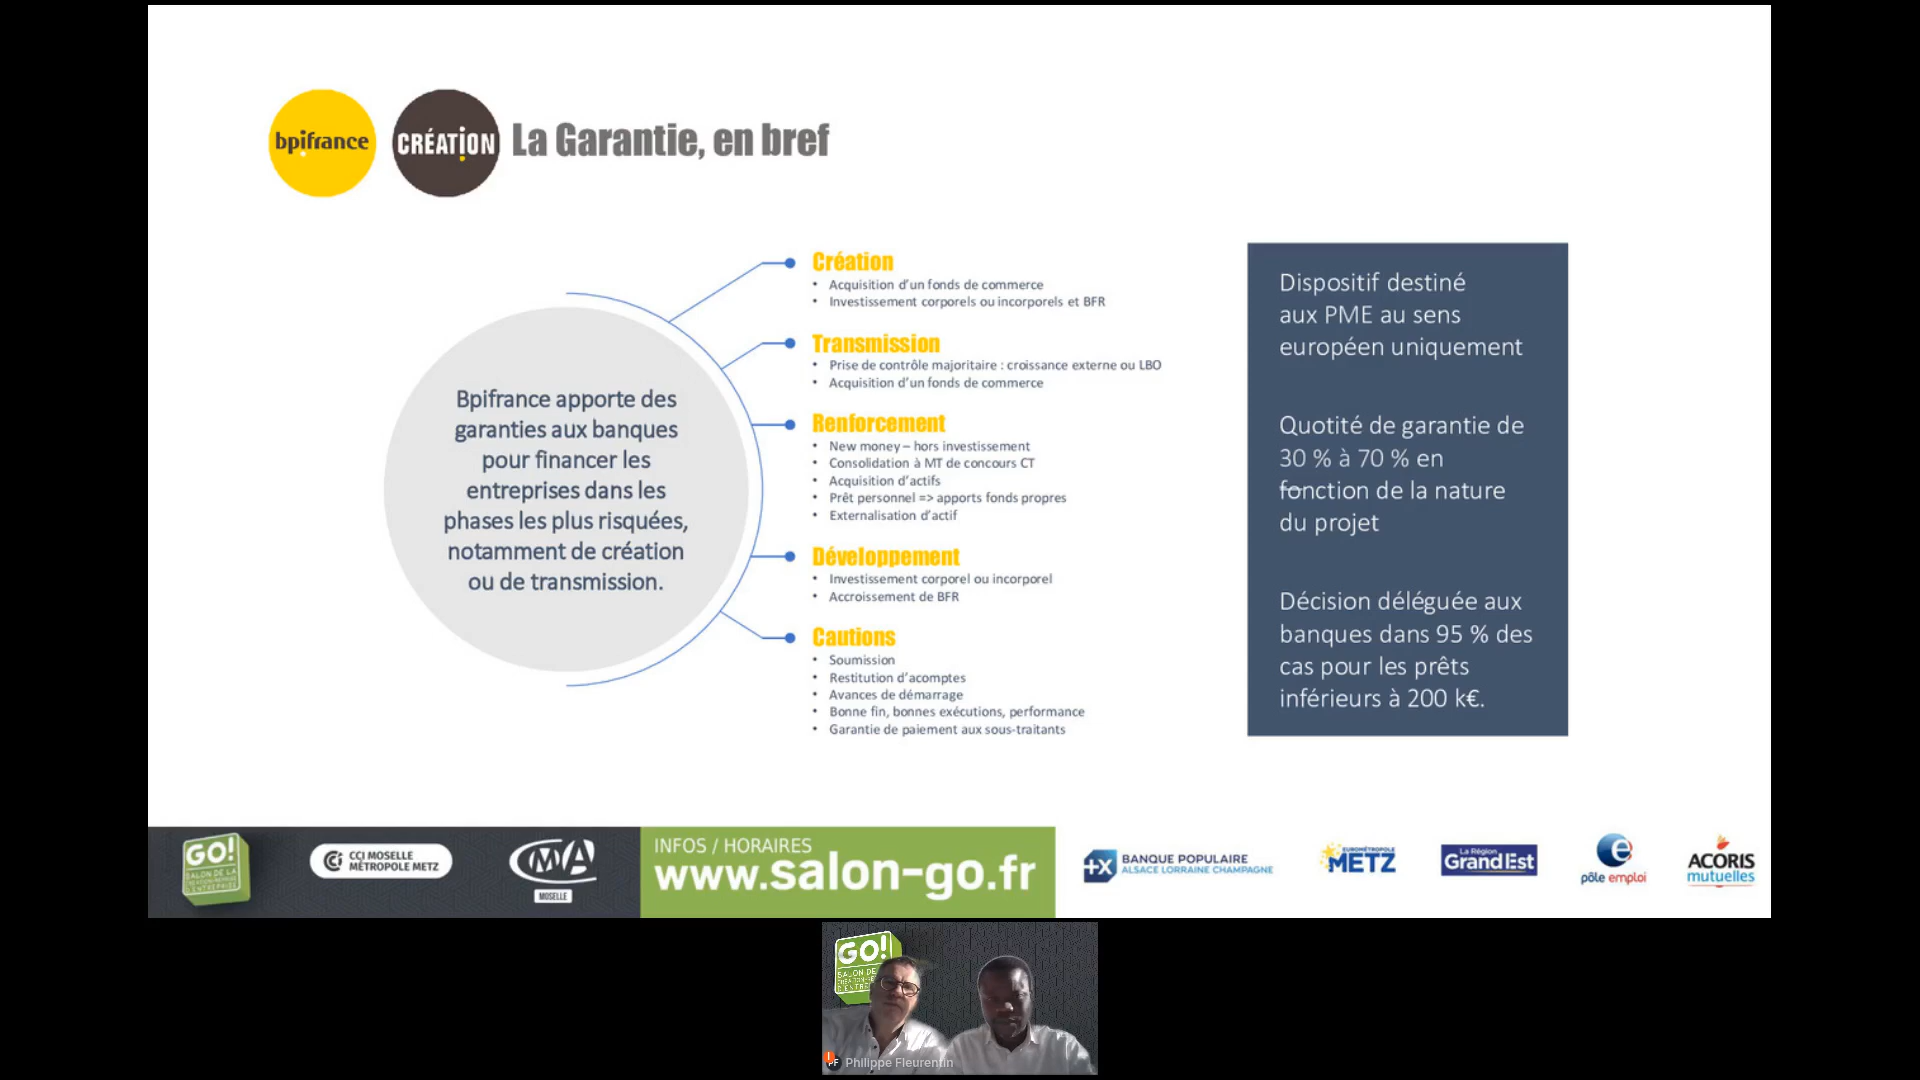 bpifrance
CRÉATION
La Garantie, en bref
Bpifrance apporte des
garanties aux banques
pour financer les
entreprises dans les
phases les plus risquées,
notamment de création
ou de transmission.
Création
• Acquisition d'un fonds de commerce
• Investissement corporels ou incorporels et BFR
Transmission
• Prise de contrôle majoritaire : croissance externe ou LBO
• Acquisition d'un fonds de commerce
Renforcement
• New money – hors investissement
• Consolidation à MT de concours CT
• Acquisition d'actifs
• Prêt personnel => apports fonds propres
• Externalisation d'actif
Développement
• Investissement corporel ou incorporel
• Accroissement de BFR
Cautions
• Soumission
• Restitution d'acomptes
• Avances de démarrage
• Bonne fin, bonnes exécutions, performance
• Garantie de paiement aux sous-traitants
Dispositif destiné
aux PME au sens
européen uniquement
Quotité de garantie de
30 % à 70 % en
fonction de la nature
du projet
Décision déléguée aux
banques dans 95 % des
cas pour les prêts
inférieurs à 200 k€.
GO!
SALON DE LA
CRÉATION-REPRISE
D'ENTREPRISE
CCI MOSELLE
MÉTROPOLE METZ
CMA
MOSELLE
INFOS / HORAIRES
www.salon-go.fr
+X BANQUE POPULAIRE
ALSACE LORRAINE CHAMPAGNE
EUROMÉTROPOLE
METZ
La Région
GrandEst
pôle emploi
ACORIS
mutuelles
GO!
SALON DE
D'ENTRE
PF
Philippe Fleurentin